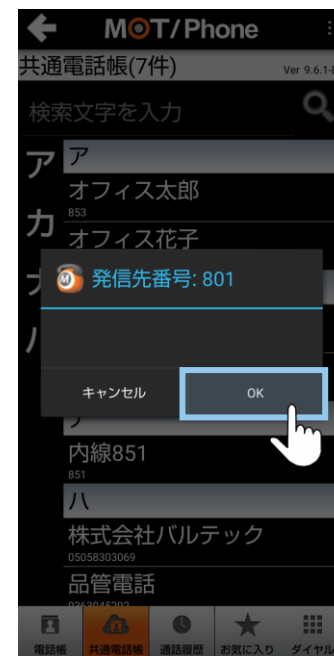 MOT/Phone
共通電話帳(7件)
Ver 9.6.1-
検索文字を入力
ア
ア
オフィス太郎
853
カ
オフィス花子
発信先番号: 801
ハ
キャンセル
OK
ナ
内線851
851
ハ
株式会社バルテック
05058303069
品管電話
電話帳
共通電話帳
通話履歴
お気に入り
ダイヤル